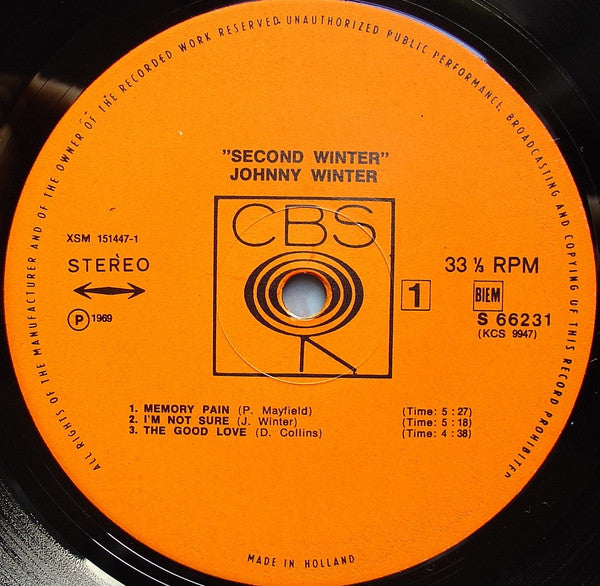 ALL RIGHTS OF THE MANUFACTURER AND OF THE OWNER OF THE RECORDED WORK RESERVED UNAUTHORIZED PUBLIC PERFORMANCE, BROADCASTING AND COPYING OF THIS RECORD PROHIBITED
"SECOND WINTER"
JOHNNY WINTER
CBS
XSM 151447-1
STEREO
33 ⅓ RPM
1
BIEM
S 66231
(KCS 9947)
Ⓟ 1969
1. MEMORY PAIN (P. Mayfield) (Time: 5 : 27)
2. I'M NOT SURE (J. Winter) (Time: 5 : 18)
3. THE GOOD LOVE (D. Collins) (Time: 4 : 38)
MADE IN HOLLAND